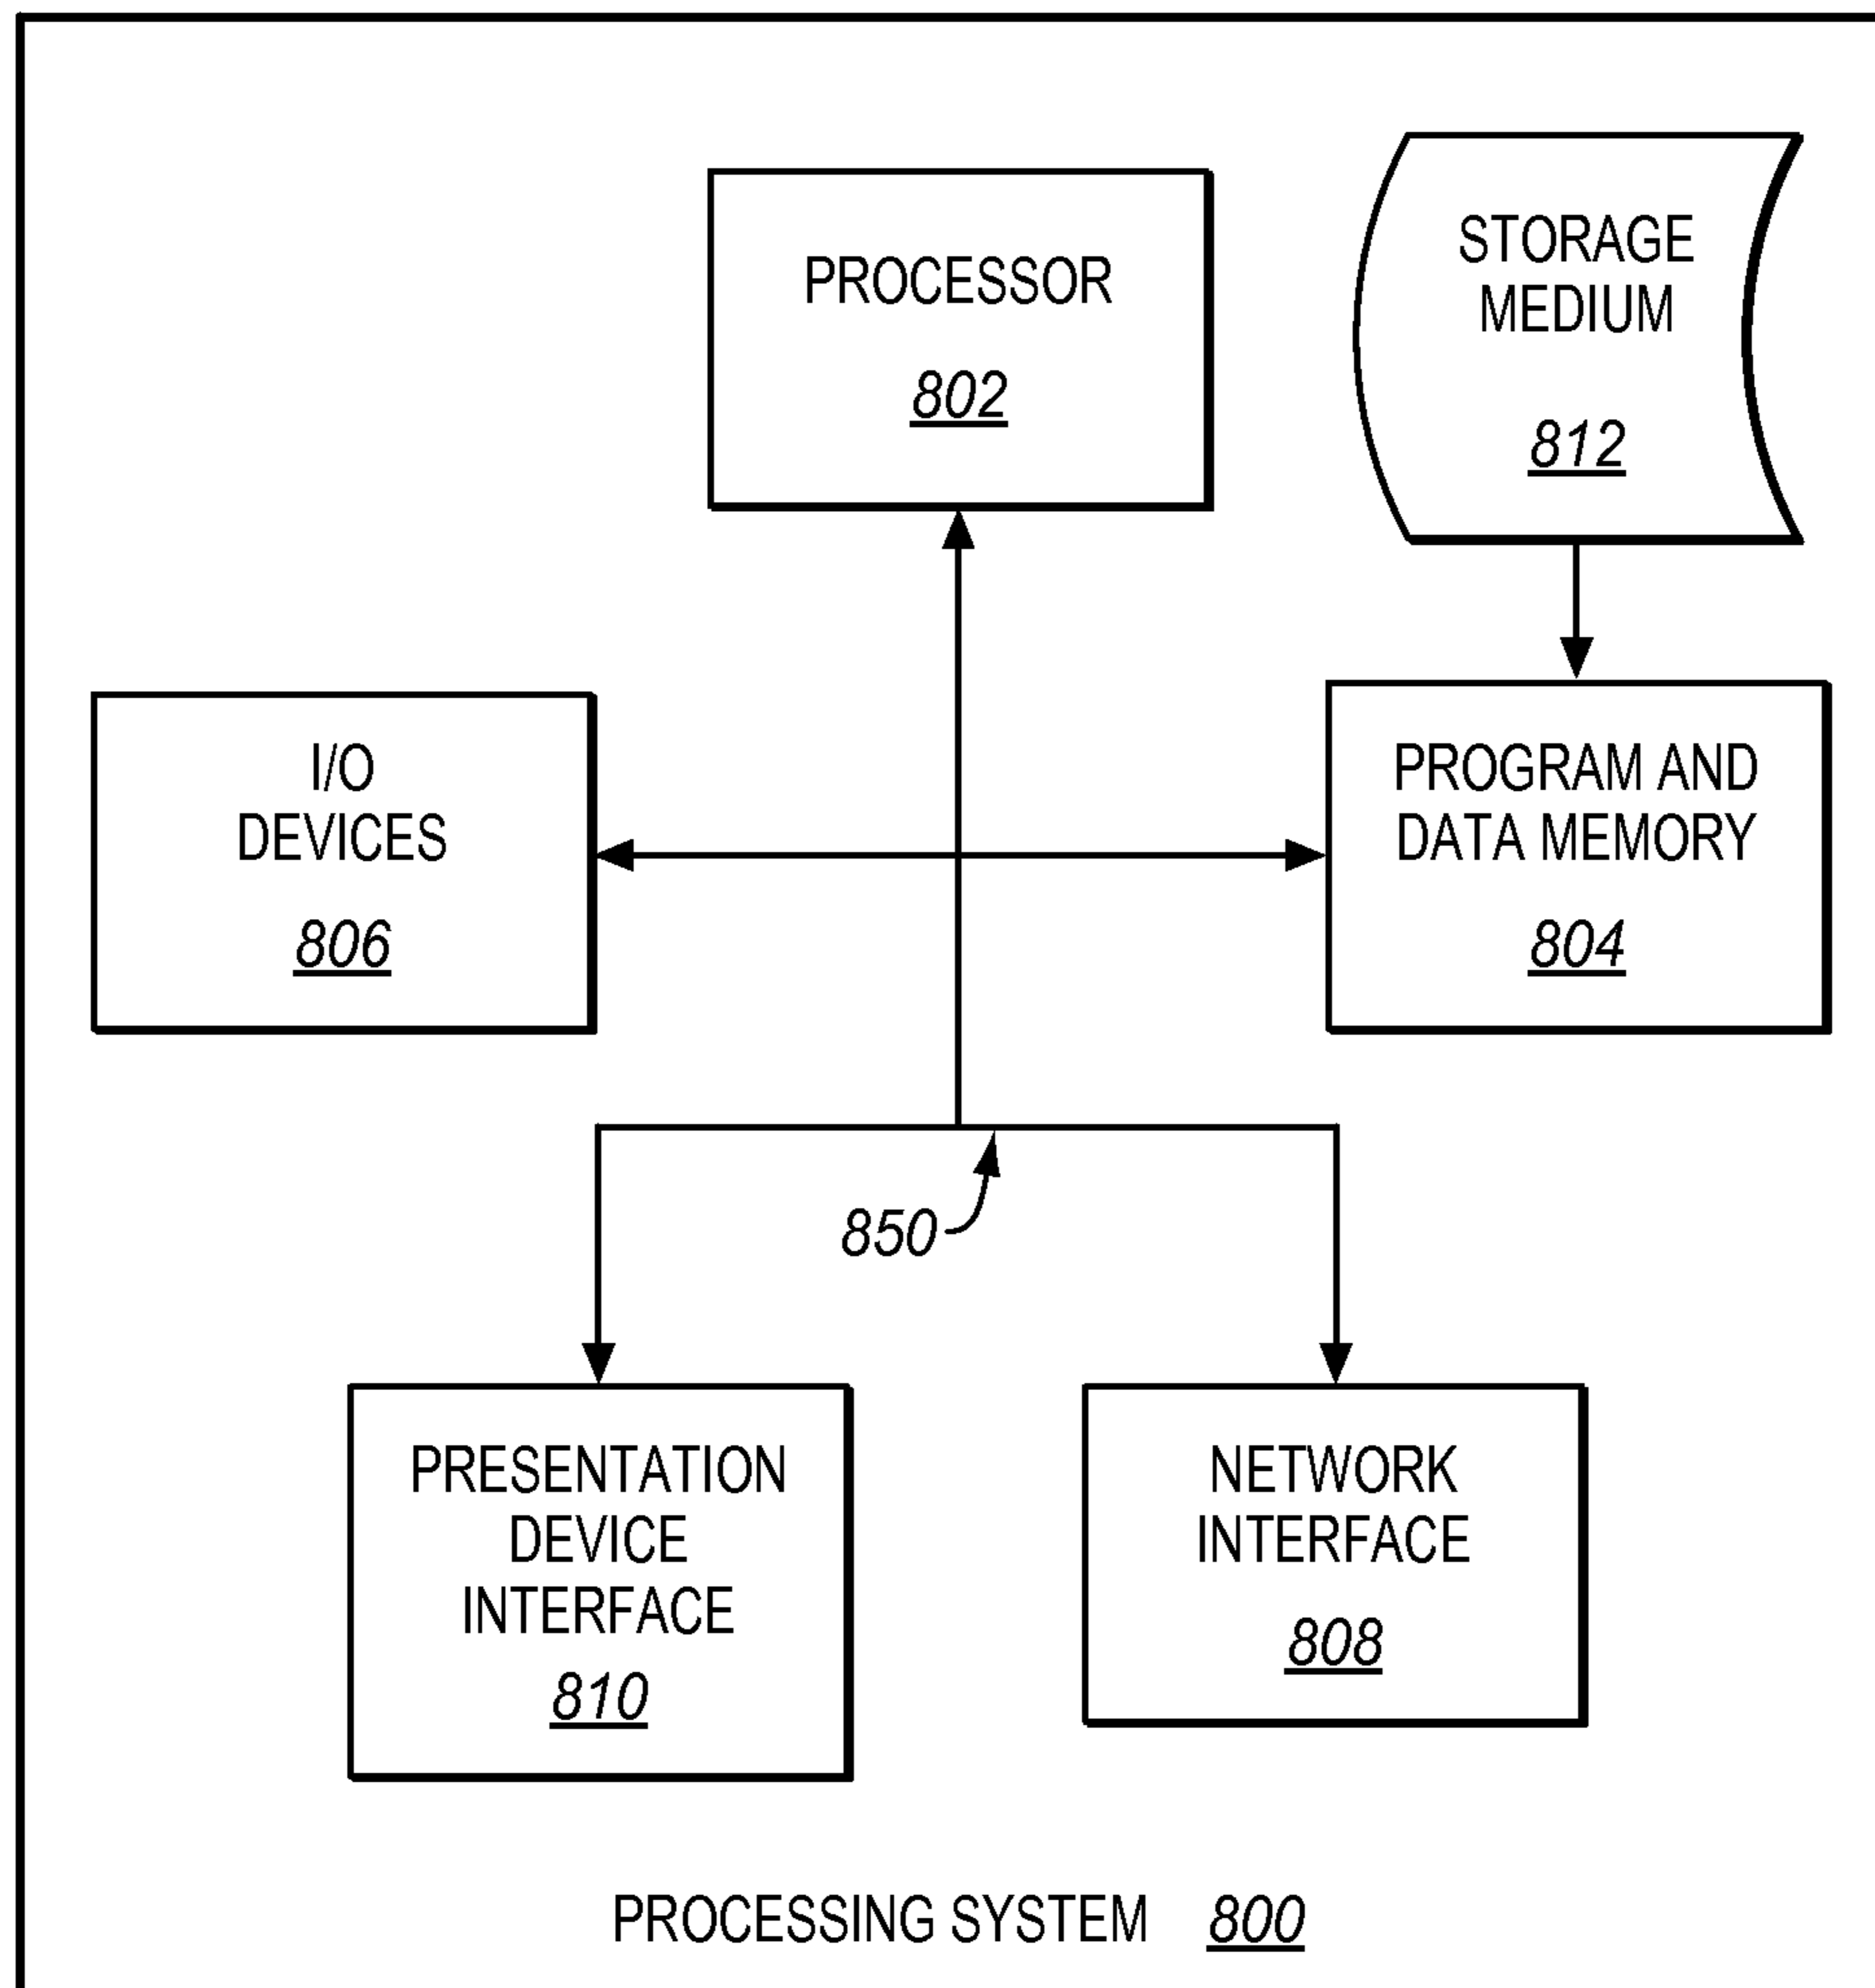 PROCESSOR
802
STORAGE
MEDIUM
812
I/O
DEVICES
806
PROGRAM AND
DATA MEMORY
804
850
PRESENTATION
DEVICE
INTERFACE
810
NETWORK
INTERFACE
808
PROCESSING SYSTEM 800